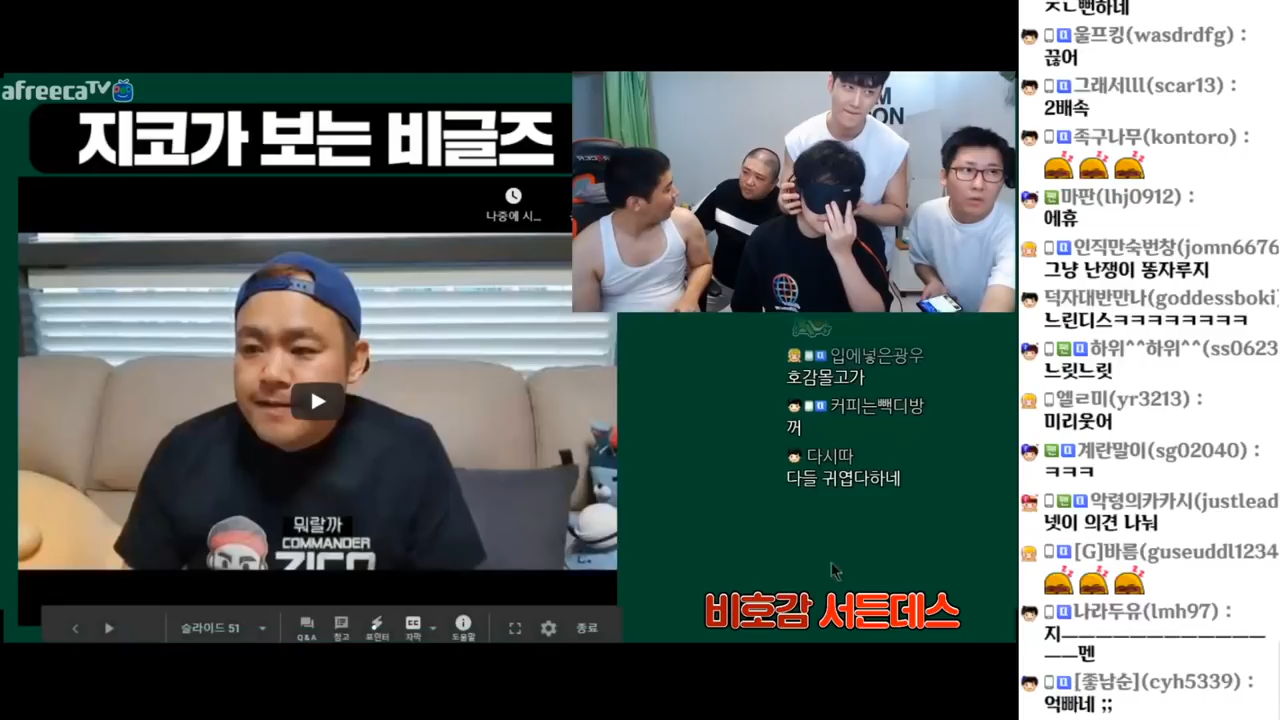 afreecaTV
지코가 보는 비글즈
나중에 시...
뭐랄까
COMMANDER
ZICO
슬라이드 51
Q&A
참고
포인터
자막
도움말
종료
M
ON
입에넣은광우
호감몰고가
커피는빽디방
꺼
다시따
다들 귀엽다하네
비호감 서든데스
ㅈㄴ뻔하네
울프킹(wasdrdfg) :
끊어
그래서lll(scar13) :
2배속
족구나무(kontoro) :
마판(lhj0912) :
에휴
인직만숙번창(jomn6676
그냥 난쟁이 똥자루지
덕자대반만나(goddessboki
느린디스ㅋㅋㅋㅋㅋㅋㅋㅋ
하위^^하위^^(ss0623
느릿느릿
엘ㄹ미(yr3213) :
미리웃어
계란말이(sg02040) :
ㅋㅋㅋ
악령의카카시(justlead
넷이 의견 나눠
[G]바름(guseuddl1234
나라두유(lmh97) :
지ㅡㅡㅡㅡㅡㅡㅡㅡㅡㅡㅡㅡ
ㅡㅡ멘
[좋남순](cyh5339) :
억빠네 ;;